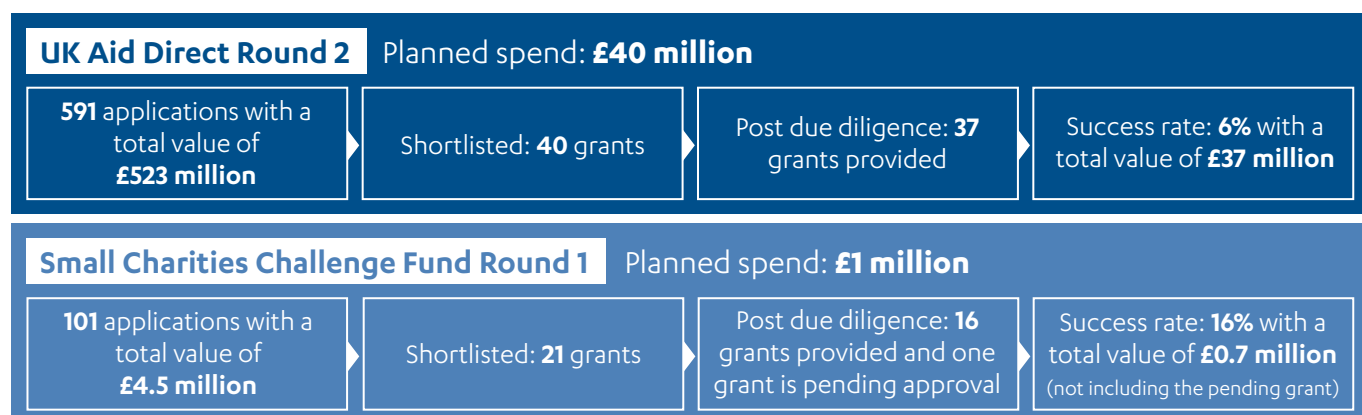 UK Aid Direct Round 2 Planned spend: £40 million
591 applications with a
total value of
£523 million
Shortlisted: 40 grants
Post due diligence: 37
grants provided
Success rate: 6% with a
total value of £37 million
Small Charities Challenge Fund Round 1 Planned spend: £1 million
101 applications with a
total value of
£4.5 million
Shortlisted: 21 grants
Post due diligence: 16
grants provided and one
grant is pending approval
Success rate: 16% with a
total value of £0.7 million
(not including the pending grant)